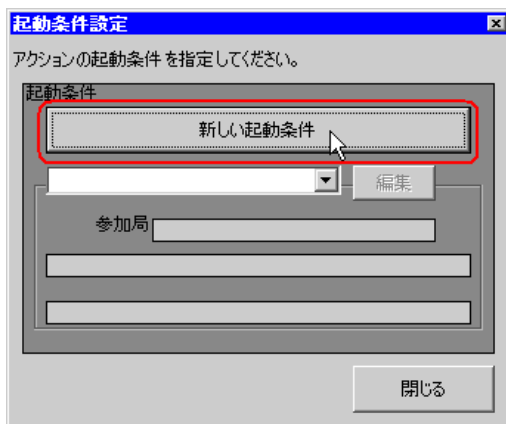 起動条件設定
アクションの起動条件を指定してください。
起動条件
新しい起動条件
編集
参加局
閉じる